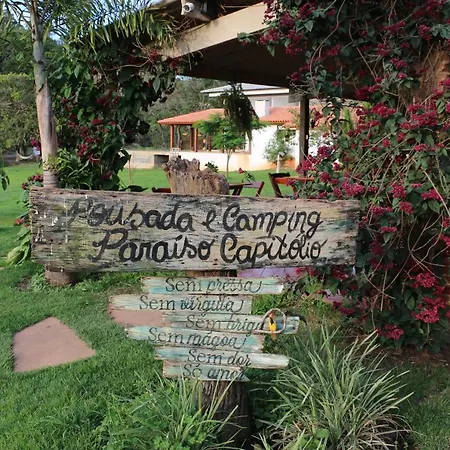 Pousada e Camping
Paraíso Capitólio
Sem pressa
Sem vírgula
Sem briga
Sem mágoa
Sem dor
Só amor